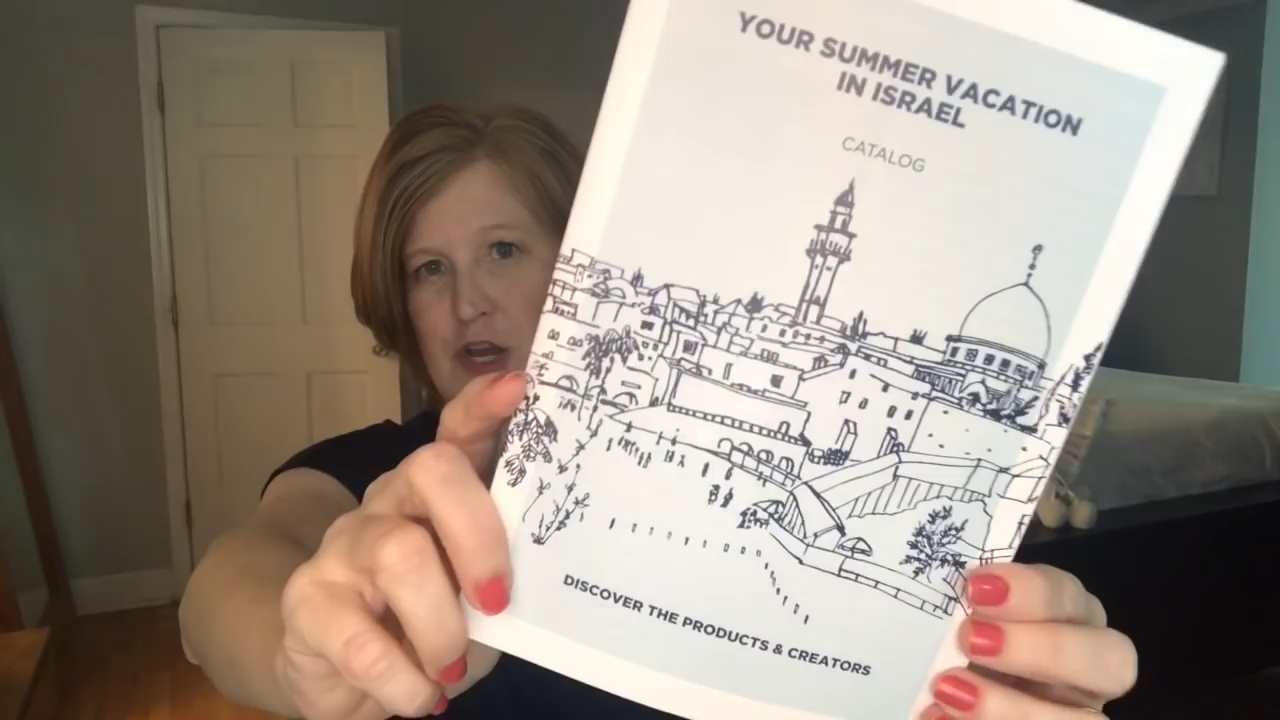 YOUR SUMMER VACATION
IN ISRAEL
CATALOG
DISCOVER THE PRODUCTS & CREATORS